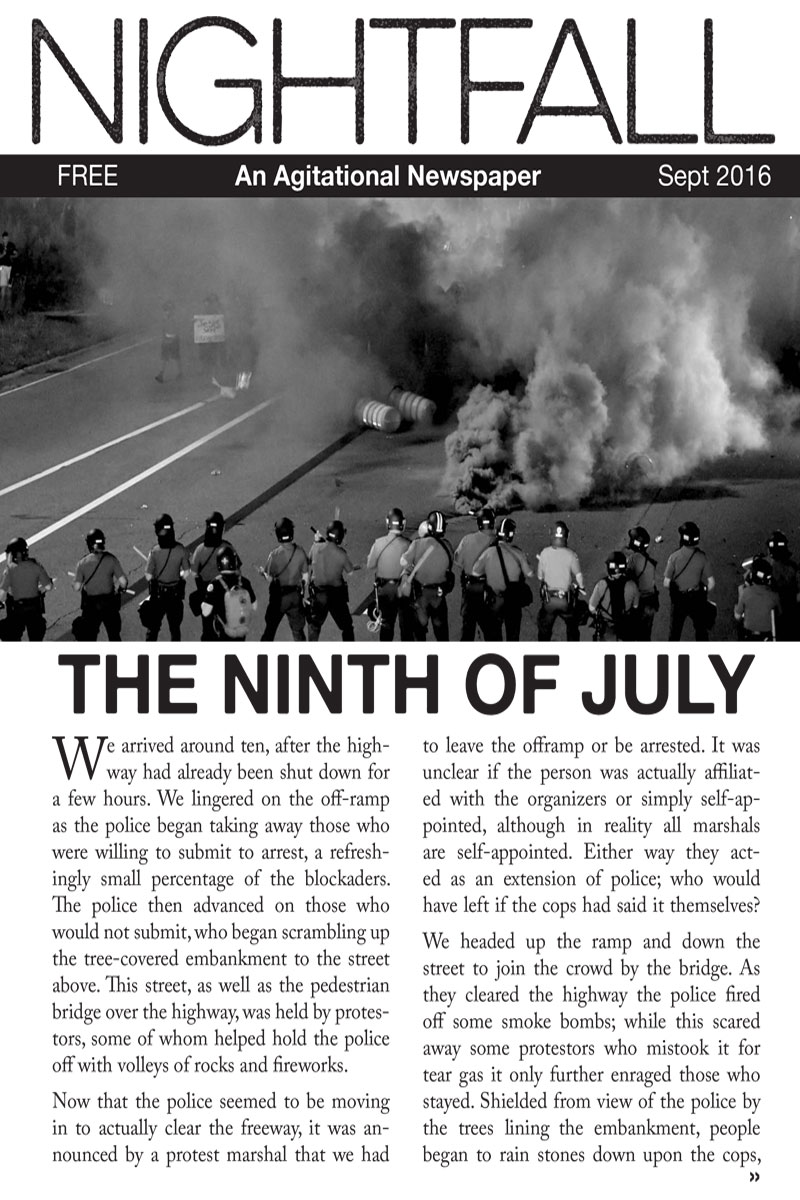 NIGHTFALL
FREE
An Agitational Newspaper
Sept 2016
THE NINTH OF JULY
We arrived around ten, after the high-
way had already been shut down for
a few hours. We lingered on the off-ramp
as the police began taking away those who
were willing to submit to arrest, a refresh-
ingly small percentage of the blockaders.
The police then advanced on those who
would not submit, who began scrambling up
the tree-covered embankment to the street
above. This street, as well as the pedestrian
bridge over the highway, was held by protes-
tors, some of whom helped hold the police
off with volleys of rocks and fireworks.
Now that the police seemed to be moving
in to actually clear the freeway, it was an-
nounced by a protest marshal that we had
to leave the offramp or be arrested. It was
unclear if the person was actually affiliat-
ed with the organizers or simply self-ap-
pointed, although in reality all marshals
are self-appointed. Either way they act-
ed as an extension of police; who would
have left if the cops had said it themselves?
We headed up the ramp and down the
street to join the crowd by the bridge. As
they cleared the highway the police fired
off some smoke bombs; while this scared
away some protestors who mistook it for
tear gas it only further enraged those who
stayed. Shielded from view of the police by
the trees lining the embankment, people
began to rain stones down upon the cops,
»